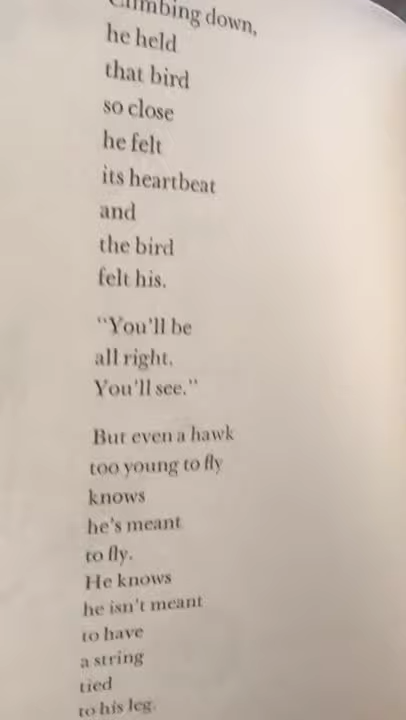 Climbing down,
he held
that bird
so close
he felt
its heartbeat
and
the bird
felt his.
"You'll be
all right.
You'll see."
But even a hawk
too young to fly
knows
he's meant
to fly.
He knows
he isn't meant
to have
a string
tied
to his leg.